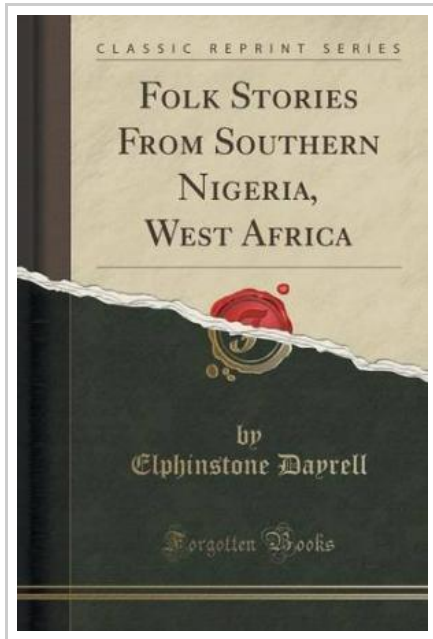 CLASSIC REPRINT SERIES
FOLK STORIES
FROM SOUTHERN
NIGERIA,
WEST AFRICA
by
Elphinstone Dayrell
Forgotten Books